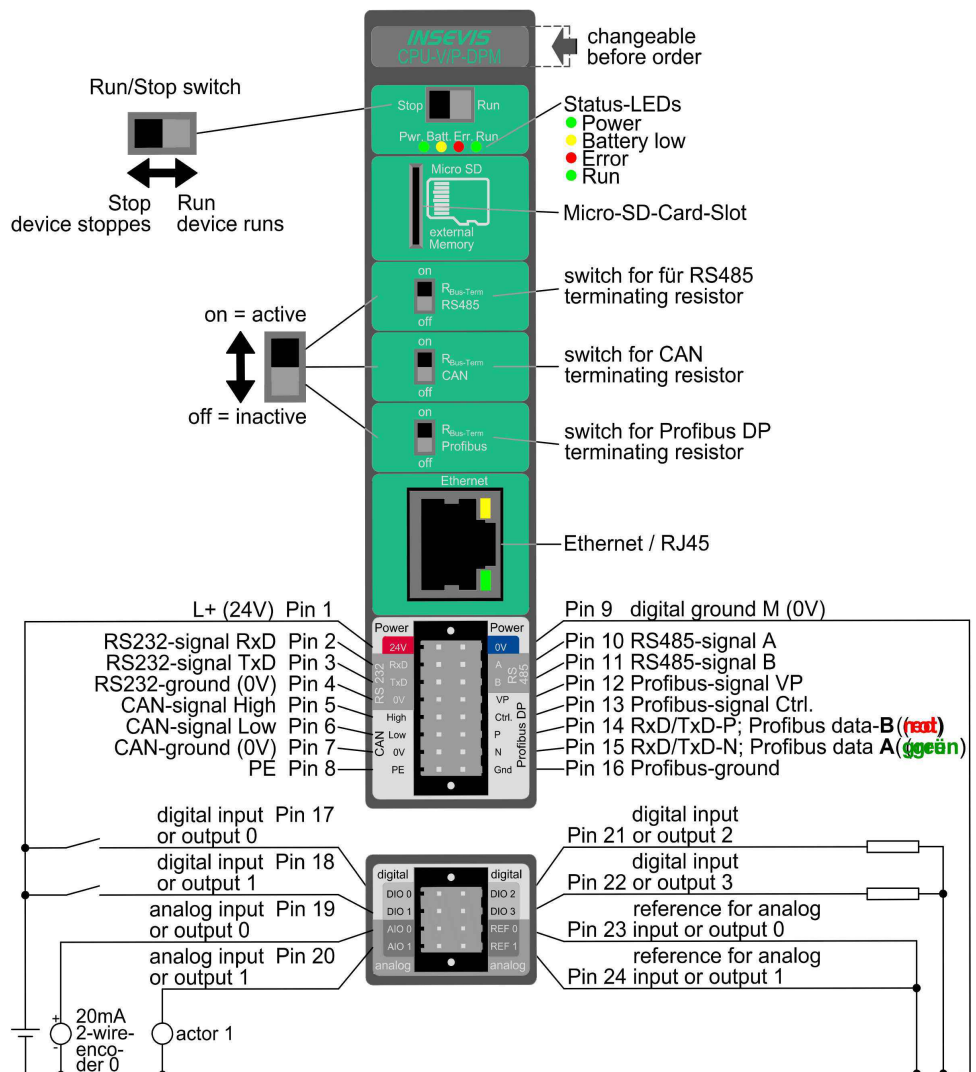 INSEVIS
CPU-V/P-DPM
changeable
before order
Run/Stop switch
Stop
Run
Status-LEDs
Power
Battery low
Error
Run
Pwr. Batt. Err. Run
Stop Run
device stoppes device runs
Micro SD
external
Memory
Micro-SD-Card-Slot
on
RBus-Term
RS485
off
switch for für RS485
terminating resistor
on = active
off = inactive
on
RBus-Term
CAN
off
switch for CAN
terminating resistor
on
RBus-Term
Profibus
off
switch for Profibus DP
terminating resistor
Ethernet
Ethernet / RJ45
L+ (24V) Pin 1
RS232-signal RxD Pin 2
RS232-signal TxD Pin 3
RS232-ground (0V) Pin 4
CAN-signal High Pin 5
CAN-signal Low Pin 6
CAN-ground (0V) Pin 7
PE Pin 8
Power
24V
RxD
TxD
0V
RS 232
High
Low
0V
CAN
PE
Power
0V
A
B
RS
485
VP
Ctrl.
P
N
Gnd
Profibus DP
Pin 9 digital ground M (0V)
Pin 10 RS485-signal A
Pin 11 RS485-signal B
Pin 12 Profibus-signal VP
Pin 13 Profibus-signal Ctrl.
Pin 14 RxD/TxD-P; Profibus data-B
Pin 15 RxD/TxD-N; Profibus data A
Pin 16 Profibus-ground
digital input Pin 17
or output 0
digital input Pin 18
or output 1
analog input Pin 19
or output 0
analog input Pin 20
or output 1
digital
DIO 0
DIO 1
AIO 0
AIO 1
analog
digital
DIO 2
DIO 3
REF 0
REF 1
analog
digital input
Pin 21 or output 2
digital input
Pin 22 or output 3
reference for analog
Pin 23 input or output 0
reference for analog
Pin 24 input or output 1
+
-
20mA
2-wire-
enco-
der 0
actor 1